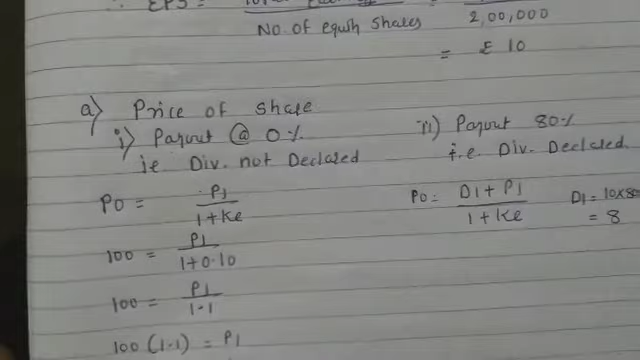 ∴ EPS =
No. of equity shares 2,00,000
= £ 10
a) Price of share
i) Payout @ 0%
ie Div. not Declared
P0 = P1 / 1+Ke
100 = P1 / 1+0.10
100 = P1 / 1.1
100 (1.1) = P1
ii) Payout 80%
i.e. Div. Declared
P0 = D1 + P1 / 1 + Ke
D1 = 10x80
= 8